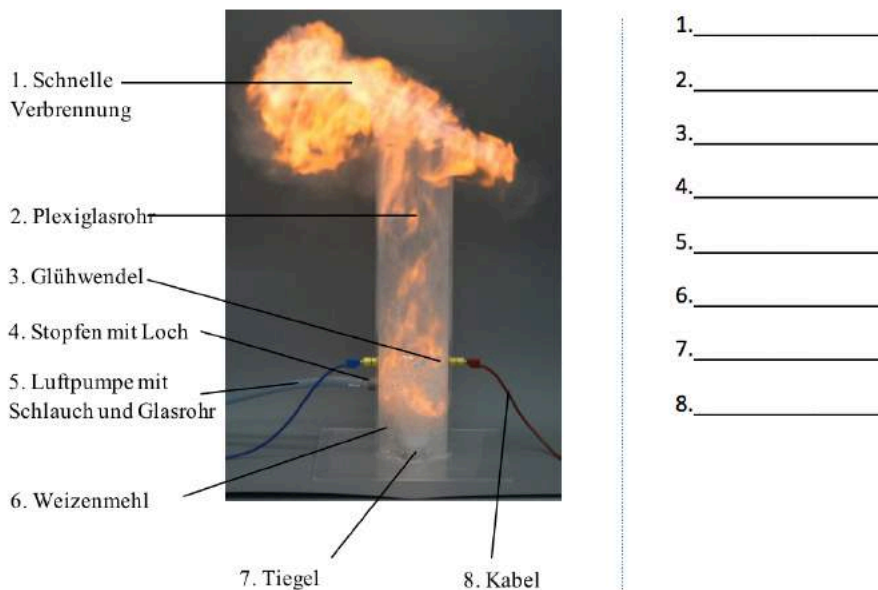 1. Schnelle
Verbrennung
2. Plexiglasrohr
3. Glühwendel
4. Stopfen mit Loch
5. Luftpumpe mit
Schlauch und Glasrohr
6. Weizenmehl
7. Tiegel
8. Kabel
1.
2.
3.
4.
5.
6.
7.
8.